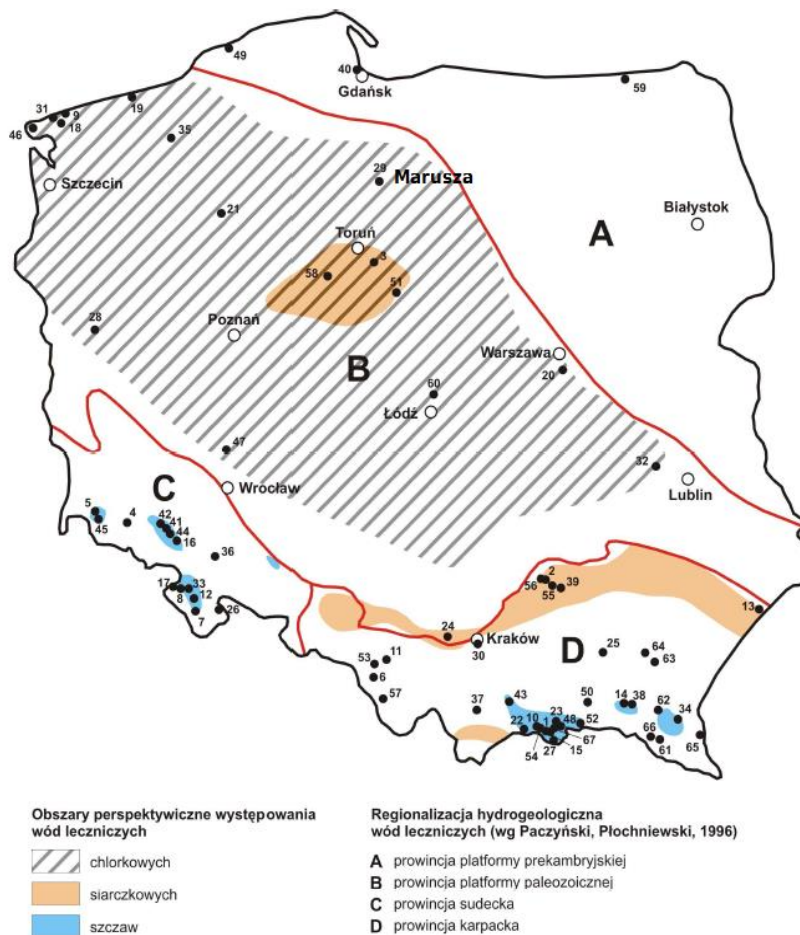 49
40
Gdańsk
59
31
9
19
46
18
35
29
Marusza
Szczecin
21
Białystok
Toruń
A
3
58
51
28
Poznań
Warszawa
B
20
60
Łódź
47
32
Wrocław
Lublin
C
5
4
42
41
44
45
16
36
2
56
39
55
17
33
8
12
13
7
26
24
Kraków
30
D
25
64
11
53
63
6
57
43
50
14
38
62
37
34
23
10
1
48
52
22
66
54
27
15
67
61
65
Obszary perspektywiczne występowania
wód leczniczych
chlorkowych
siarczkowych
szczaw
Regionalizacja hydrogeologiczna
wód leczniczych (wg Paczyński, Płochniewski, 1996)
A prowincja platformy prekambryjskiej
B prowincja platformy paleozoicznej
C prowincja sudecka
D prowincja karpacka